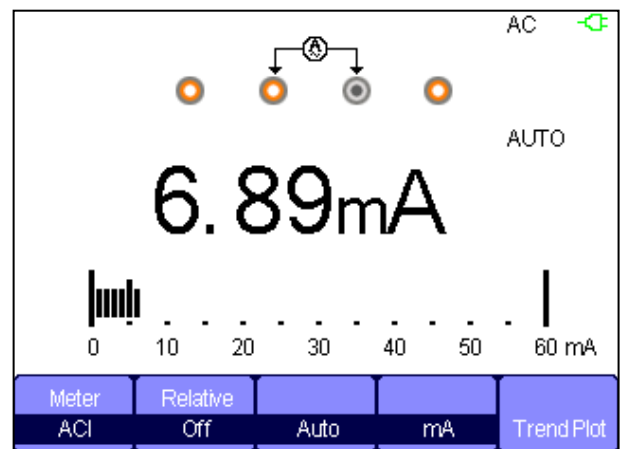 AC
A
AUTO
6.89mA
0 10 20 30 40 50 60 mA
Meter Relative
ACI Off Auto mA Trend Plot